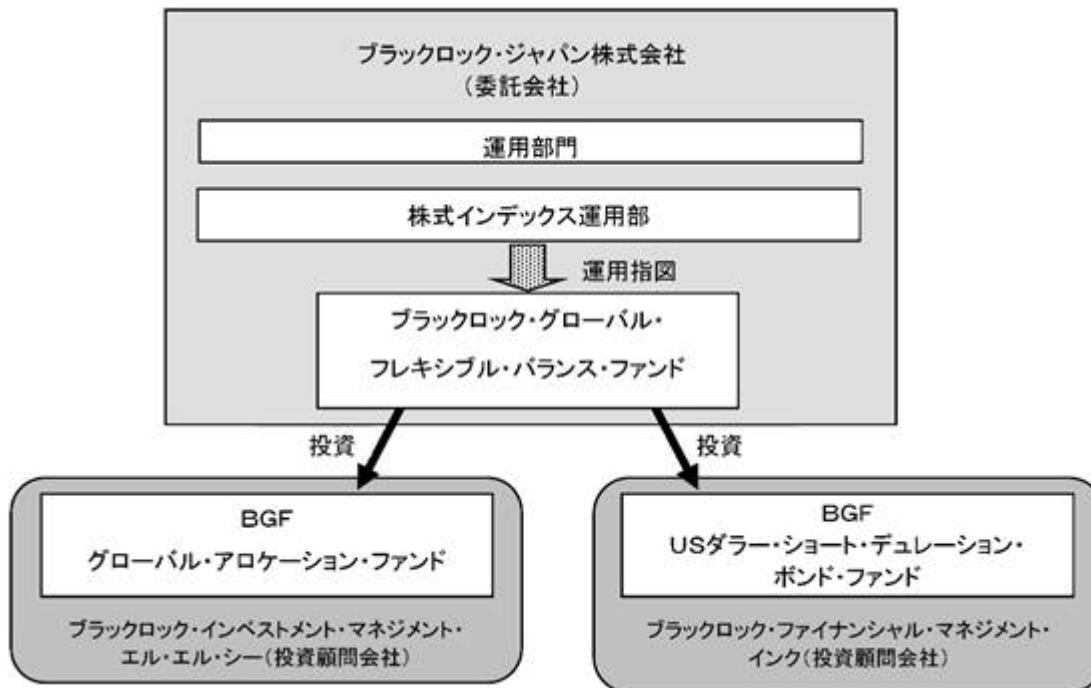 ブラックロック・ジャパン株式会社
（委託会社）
運用部門
株式インデックス運用部
運用指図
ブラックロック・グローバル・
フレキシブル・バランス・ファンド
投資
投資
BGF
グローバル・アロケーション・ファンド
ブラックロック・インベストメント・マネジメント・
エル・エル・シー（投資顧問会社）
BGF
USダラー・ショート・デュレーション・
ボンド・ファンド
ブラックロック・ファイナンシャル・マネジメント・
インク（投資顧問会社）